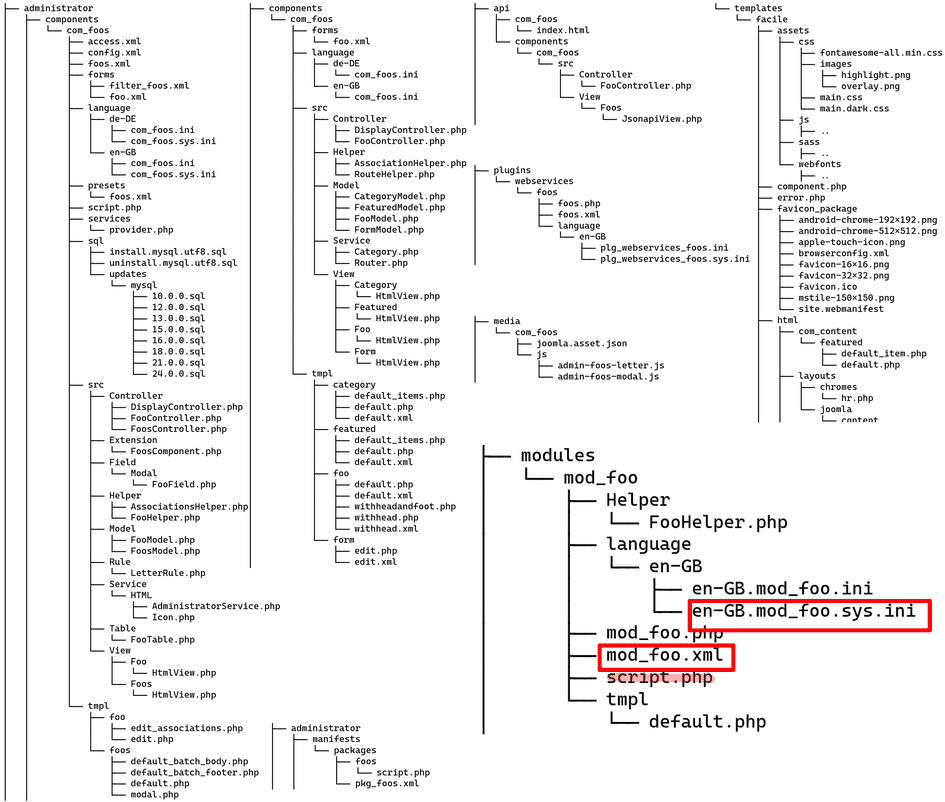 administrator
components
com_foos
access.xml
config.xml
foos.xml
forms
filter_foos.xml
foo.xml
language
de-DE
com_foos.ini
com_foos.sys.ini
en-GB
com_foos.ini
com_foos.sys.ini
presets
foos.xml
script.php
services
provider.php
sql
install.mysql.utf8.sql
uninstall.mysql.utf8.sql
updates
mysql
10.0.0.sql
12.0.0.sql
13.0.0.sql
15.0.0.sql
16.0.0.sql
18.0.0.sql
21.0.0.sql
24.0.0.sql
src
Controller
DisplayController.php
FooController.php
FoosController.php
Extension
FoosComponent.php
Field
Modal
FooField.php
Helper
AssociationsHelper.php
FooHelper.php
Model
FooModel.php
FoosModel.php
Rule
LetterRule.php
Service
HTML
AdministratorService.php
Icon.php
Table
FooTable.php
View
Foo
HtmlView.php
Foos
HtmlView.php
tmpl
foo
edit_associations.php
edit.php
foos
default_batch_body.php
default_batch_footer.php
default.php
modal.php
components
com_foos
forms
foo.xml
language
de-DE
com_foos.ini
en-GB
com_foos.ini
src
Controller
DisplayController.php
FooController.php
Helper
AssociationHelper.php
RouteHelper.php
Model
CategoryModel.php
FeaturedModel.php
FooModel.php
FormModel.php
Service
Category.php
Router.php
View
Category
HtmlView.php
Featured
HtmlView.php
Foo
HtmlView.php
Form
HtmlView.php
tmpl
category
default_items.php
default.php
default.xml
featured
default_items.php
default.php
default.xml
foo
default.php
default.xml
withheadandfoot.php
withhead.php
withhead.xml
form
edit.php
edit.xml
administrator
manifests
packages
foos
script.php
pkg_foos.xml
api
com_foos
index.html
components
com_foos
src
Controller
FooController.php
View
Foos
JsonapiView.php
plugins
webservices
foos
foos.php
foos.xml
language
en-GB
plg_webservices_foos.ini
plg_webservices_foos.sys.ini
media
com_foos
joomla.asset.json
js
admin-foos-letter.js
admin-foos-modal.js
templates
facile
assets
css
fontawesome-all.min.css
images
highlight.png
overlay.png
main.css
main.dark.css
js
..
sass
..
webfonts
..
component.php
error.php
favicon_package
android-chrome-192×192.png
android-chrome-512×512.png
apple-touch-icon.png
browserconfig.xml
favicon-16×16.png
favicon-32×32.png
favicon.ico
mstile-150×150.png
site.webmanifest
html
com_content
featured
default_item.php
default.php
layouts
chromes
hr.php
joomla
content
modules
mod_foo
Helper
FooHelper.php
language
en-GB
en-GB.mod_foo.ini
en-GB.mod_foo.sys.ini
mod_foo.php
mod_foo.xml
script.php
tmpl
default.php